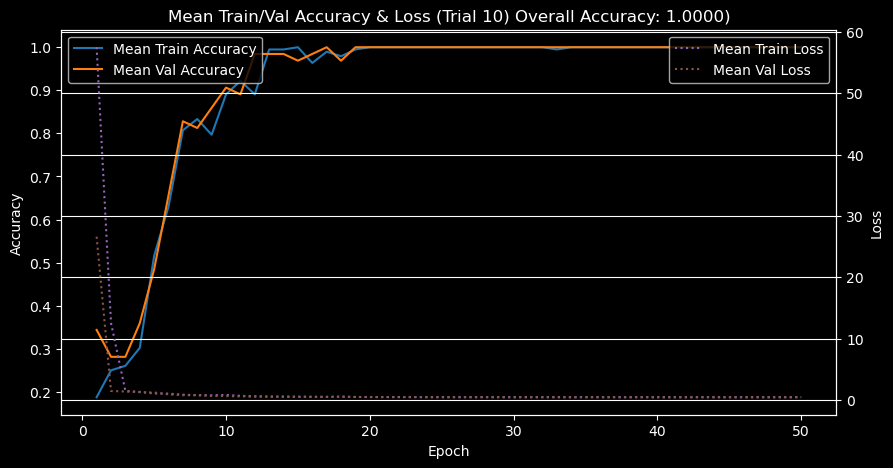 Mean Train/Val Accuracy & Loss (Trial 10) Overall Accuracy: 1.0000)
Mean Train Accuracy
Mean Val Accuracy
Mean Train Loss
Mean Val Loss
Accuracy
1.0
0.9
0.8
0.7
0.6
0.5
0.4
0.3
0.2
60
50
40
30
20
10
0
Loss
0 10 20 30 40 50
Epoch